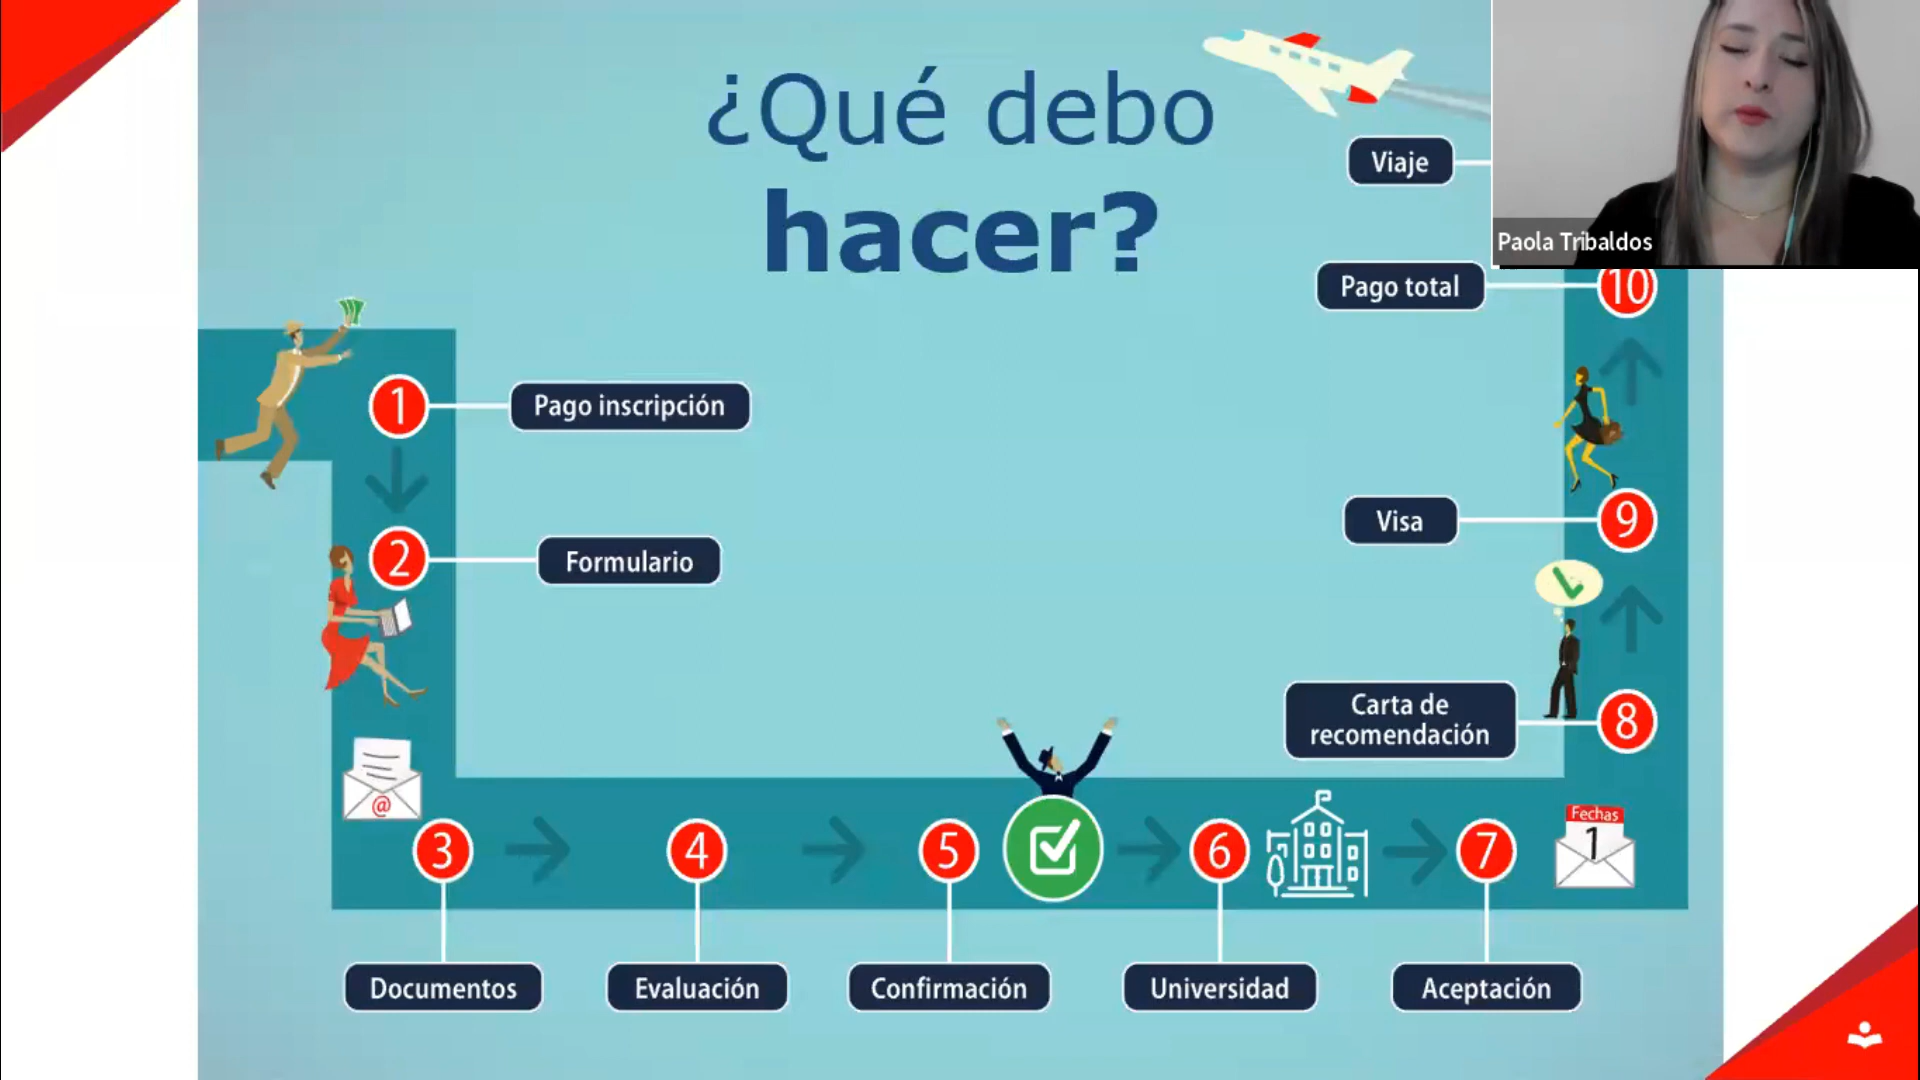 ¿Qué debo
hacer?
Paola Tribaldos
1
Pago inscripción
2
Formulario
@
3
Documentos
4
Evaluación
5
Confirmación
6
Universidad
7
Aceptación
Fechas
1
8
Carta de
recomendación
9
Visa
10
Pago total
Viaje